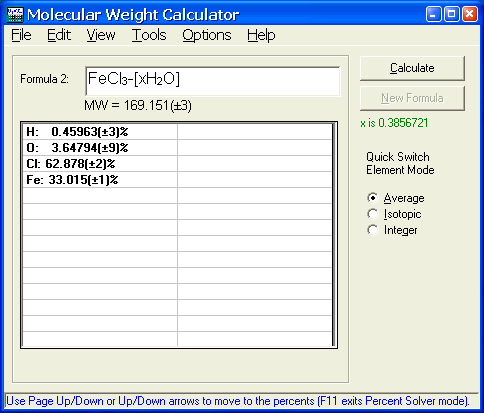 Molecular Weight Calculator
File Edit View Tools Options Help
Formula 2: FeCl3-[xH2O]
MW = 169.151(±3)
H: 0.45963(±3)%
O: 3.64794(±9)%
Cl: 62.878(±2)%
Fe: 33.015(±1)%
Calculate
New Formula
x is 0.3856721
Quick Switch
Element Mode
Average
Isotopic
Integer
Use Page Up/Down or Up/Down arrows to move to the percents (F11 exits Percent Solver mode).